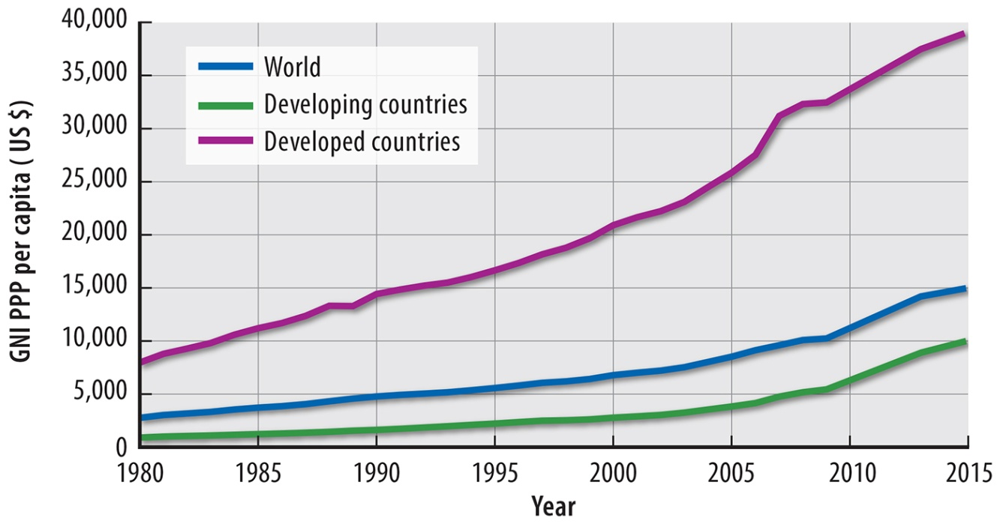 40,000
35,000
30,000
25,000
20,000
15,000
10,000
5,000
0
GNI PPP per capita ( US $)
World
Developing countries
Developed countries
1980 1985 1990 1995 2000 2005 2010 2015
Year